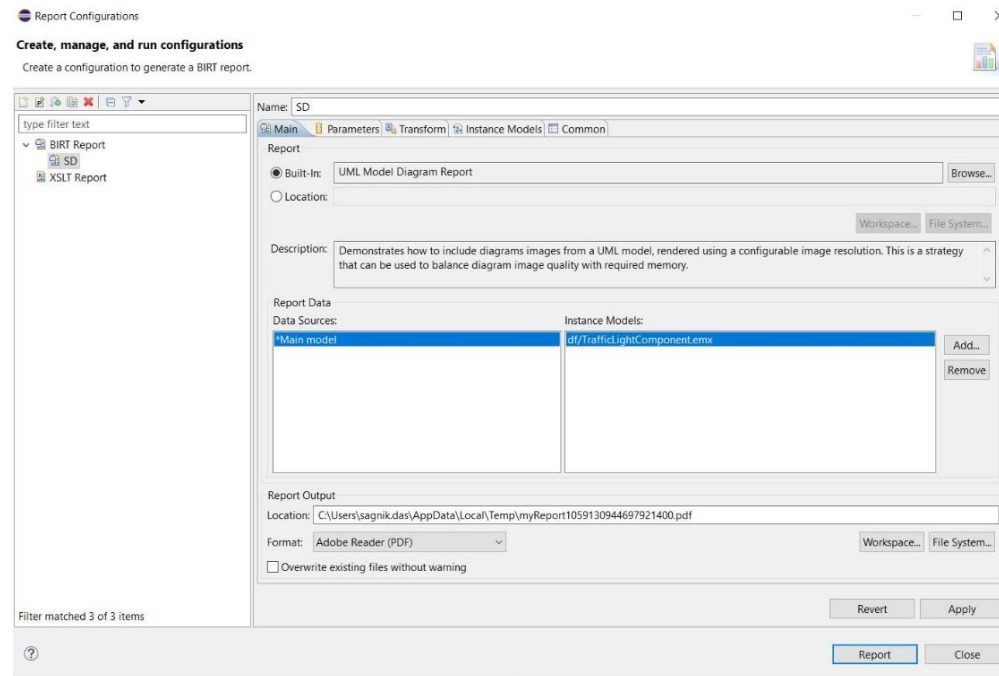 Report Configurations
Create, manage, and run configurations
Create a configuration to generate a BIRT report.
type filter text
BIRT Report
SD
XSLT Report
Filter matched 3 of 3 items
Name: SD
Main Parameters Transform Instance Models Common
Report
Built-In: UML Model Diagram Report Browse...
Location:
Workspace... File System...
Description: Demonstrates how to include diagrams images from a UML model, rendered using a configurable image resolution. This is a strategy
that can be used to balance diagram image quality with required memory.
Report Data
Data Sources: Instance Models:
*Main model df/TrafficLightComponent.emx
Add...
Remove
Report Output
Location: C:\Users\sagnik.das\AppData\Local\Temp\myReport1059130944697921400.pdf
Format: Adobe Reader (PDF) Workspace... File System...
Overwrite existing files without warning
Revert Apply
Report Close